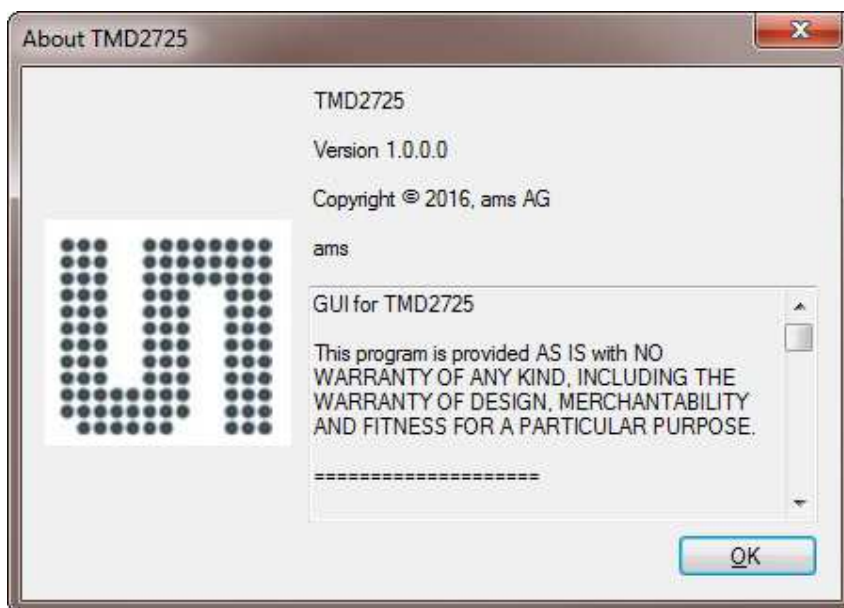 About TMD2725
TMD2725
Version 1.0.0.0
Copyright © 2016, ams AG
ams
GUI for TMD2725
This program is provided AS IS with NO
WARRANTY OF ANY KIND, INCLUDING THE
WARRANTY OF DESIGN, MERCHANTABILITY
AND FITNESS FOR A PARTICULAR PURPOSE.
====================
OK